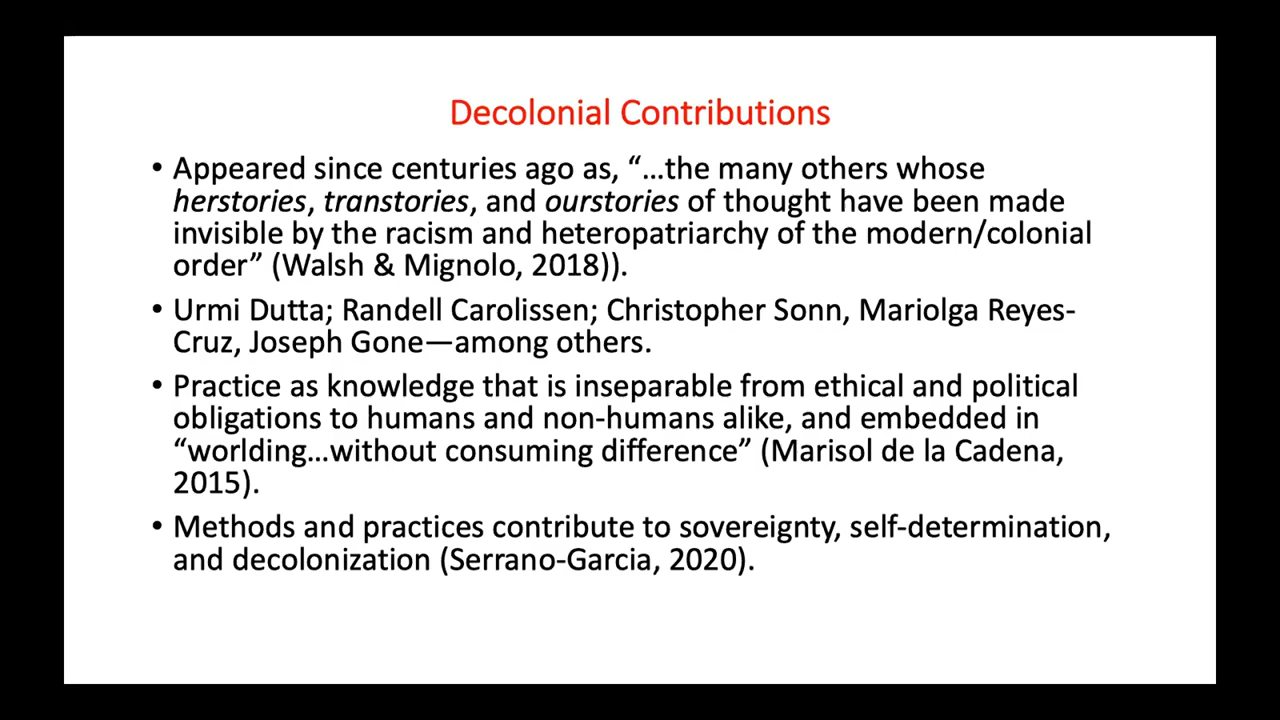 Decolonial Contributions
• Appeared since centuries ago as, “...the many others whose
herstories, transtories, and ourstories of thought have been made
invisible by the racism and heteropatriarchy of the modern/colonial
order” (Walsh & Mignolo, 2018)).
• Urmi Dutta; Randell Carolissen; Christopher Sonn, Mariolga Reyes-
Cruz, Joseph Gone—among others.
• Practice as knowledge that is inseparable from ethical and political
obligations to humans and non-humans alike, and embedded in
“worlding...without consuming difference” (Marisol de la Cadena,
2015).
• Methods and practices contribute to sovereignty, self-determination,
and decolonization (Serrano-Garcia, 2020).